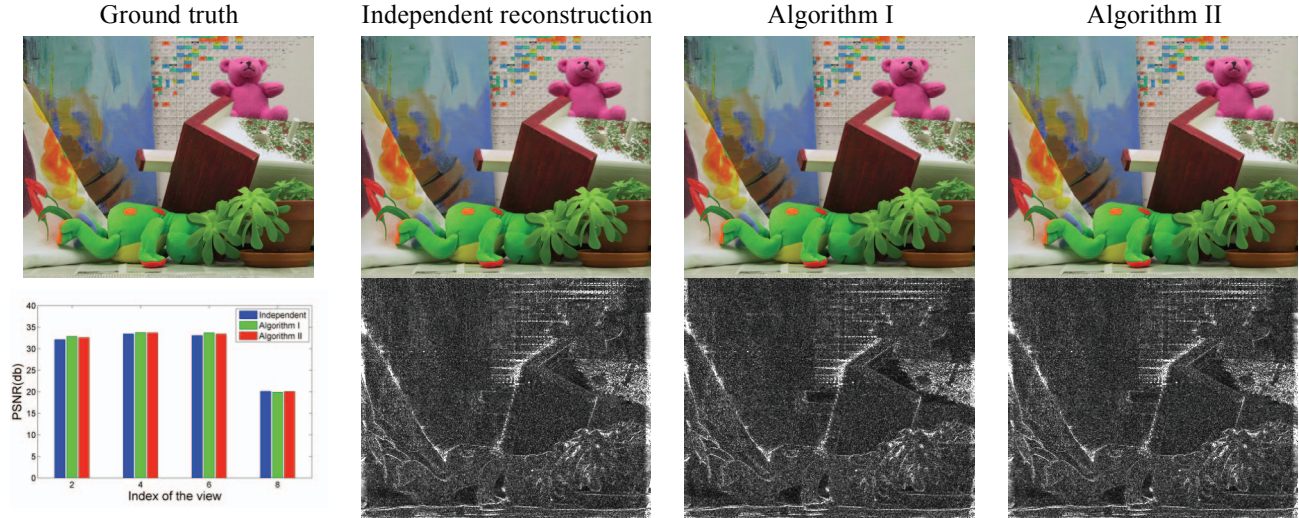 Ground truth
Independent reconstruction
Algorithm I
Algorithm II
40
35
30
25
20
15
10
5
0
PSNR(db)
Independent
Algorithm I
Algorithm II
2 4 6 8
Index of the view